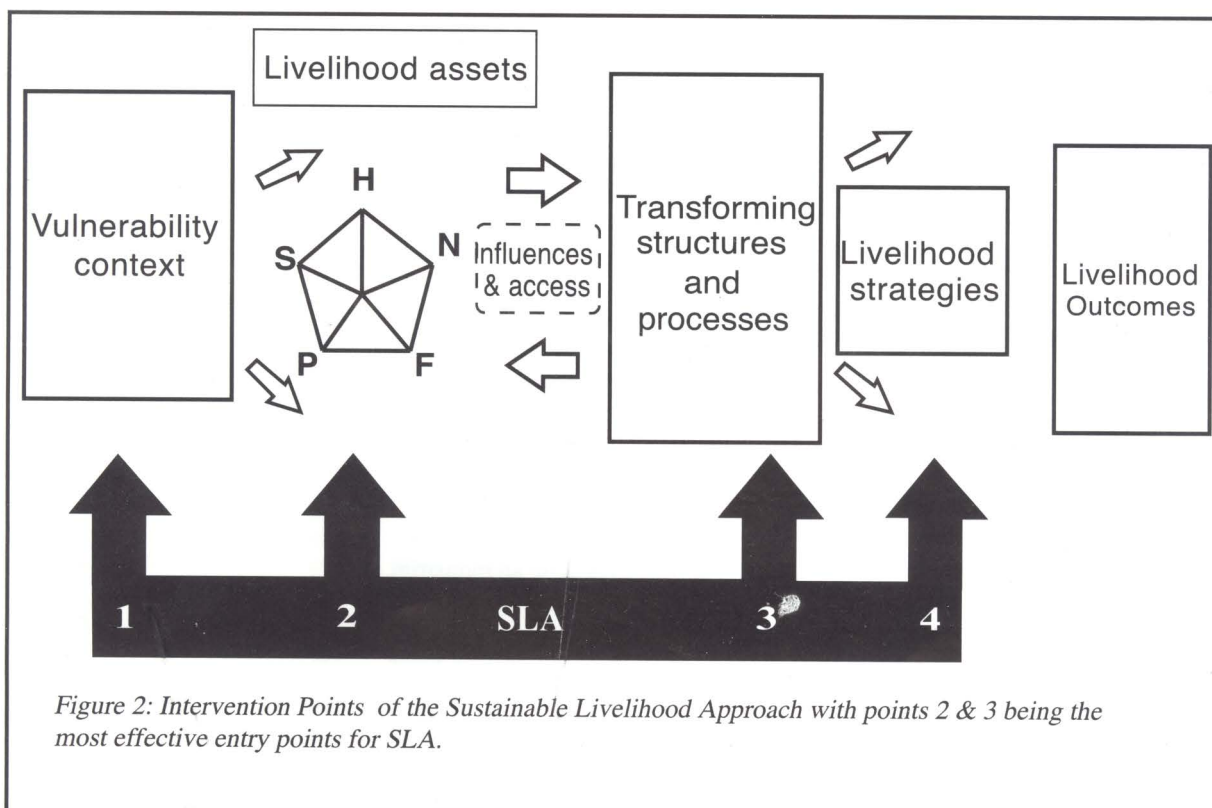 Livelihood assets
Vulnerability
context
H
S
N
P
F
Influences
& access
Transforming
structures
and
processes
Livelihood
strategies
Livelihood
Outcomes
1
2
SLA
3
4
Figure 2: Intervention Points of the Sustainable Livelihood Approach with points 2 & 3 being the
most effective entry points for SLA.